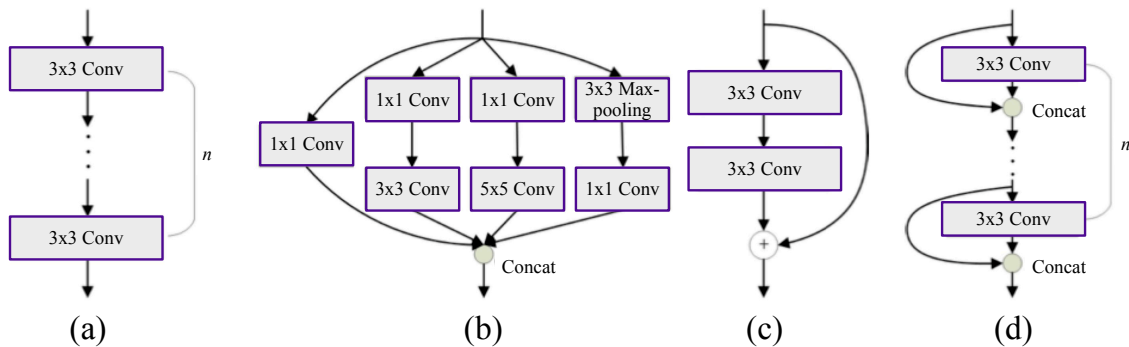 3x3 Conv
n
3x3 Conv
(a)
1x1 Conv
1x1 Conv
3x3 Max-
pooling
1x1 Conv
3x3 Conv
5x5 Conv
1x1 Conv
Concat
(b)
3x3 Conv
3x3 Conv
+
(c)
3x3 Conv
Concat
n
3x3 Conv
Concat
(d)